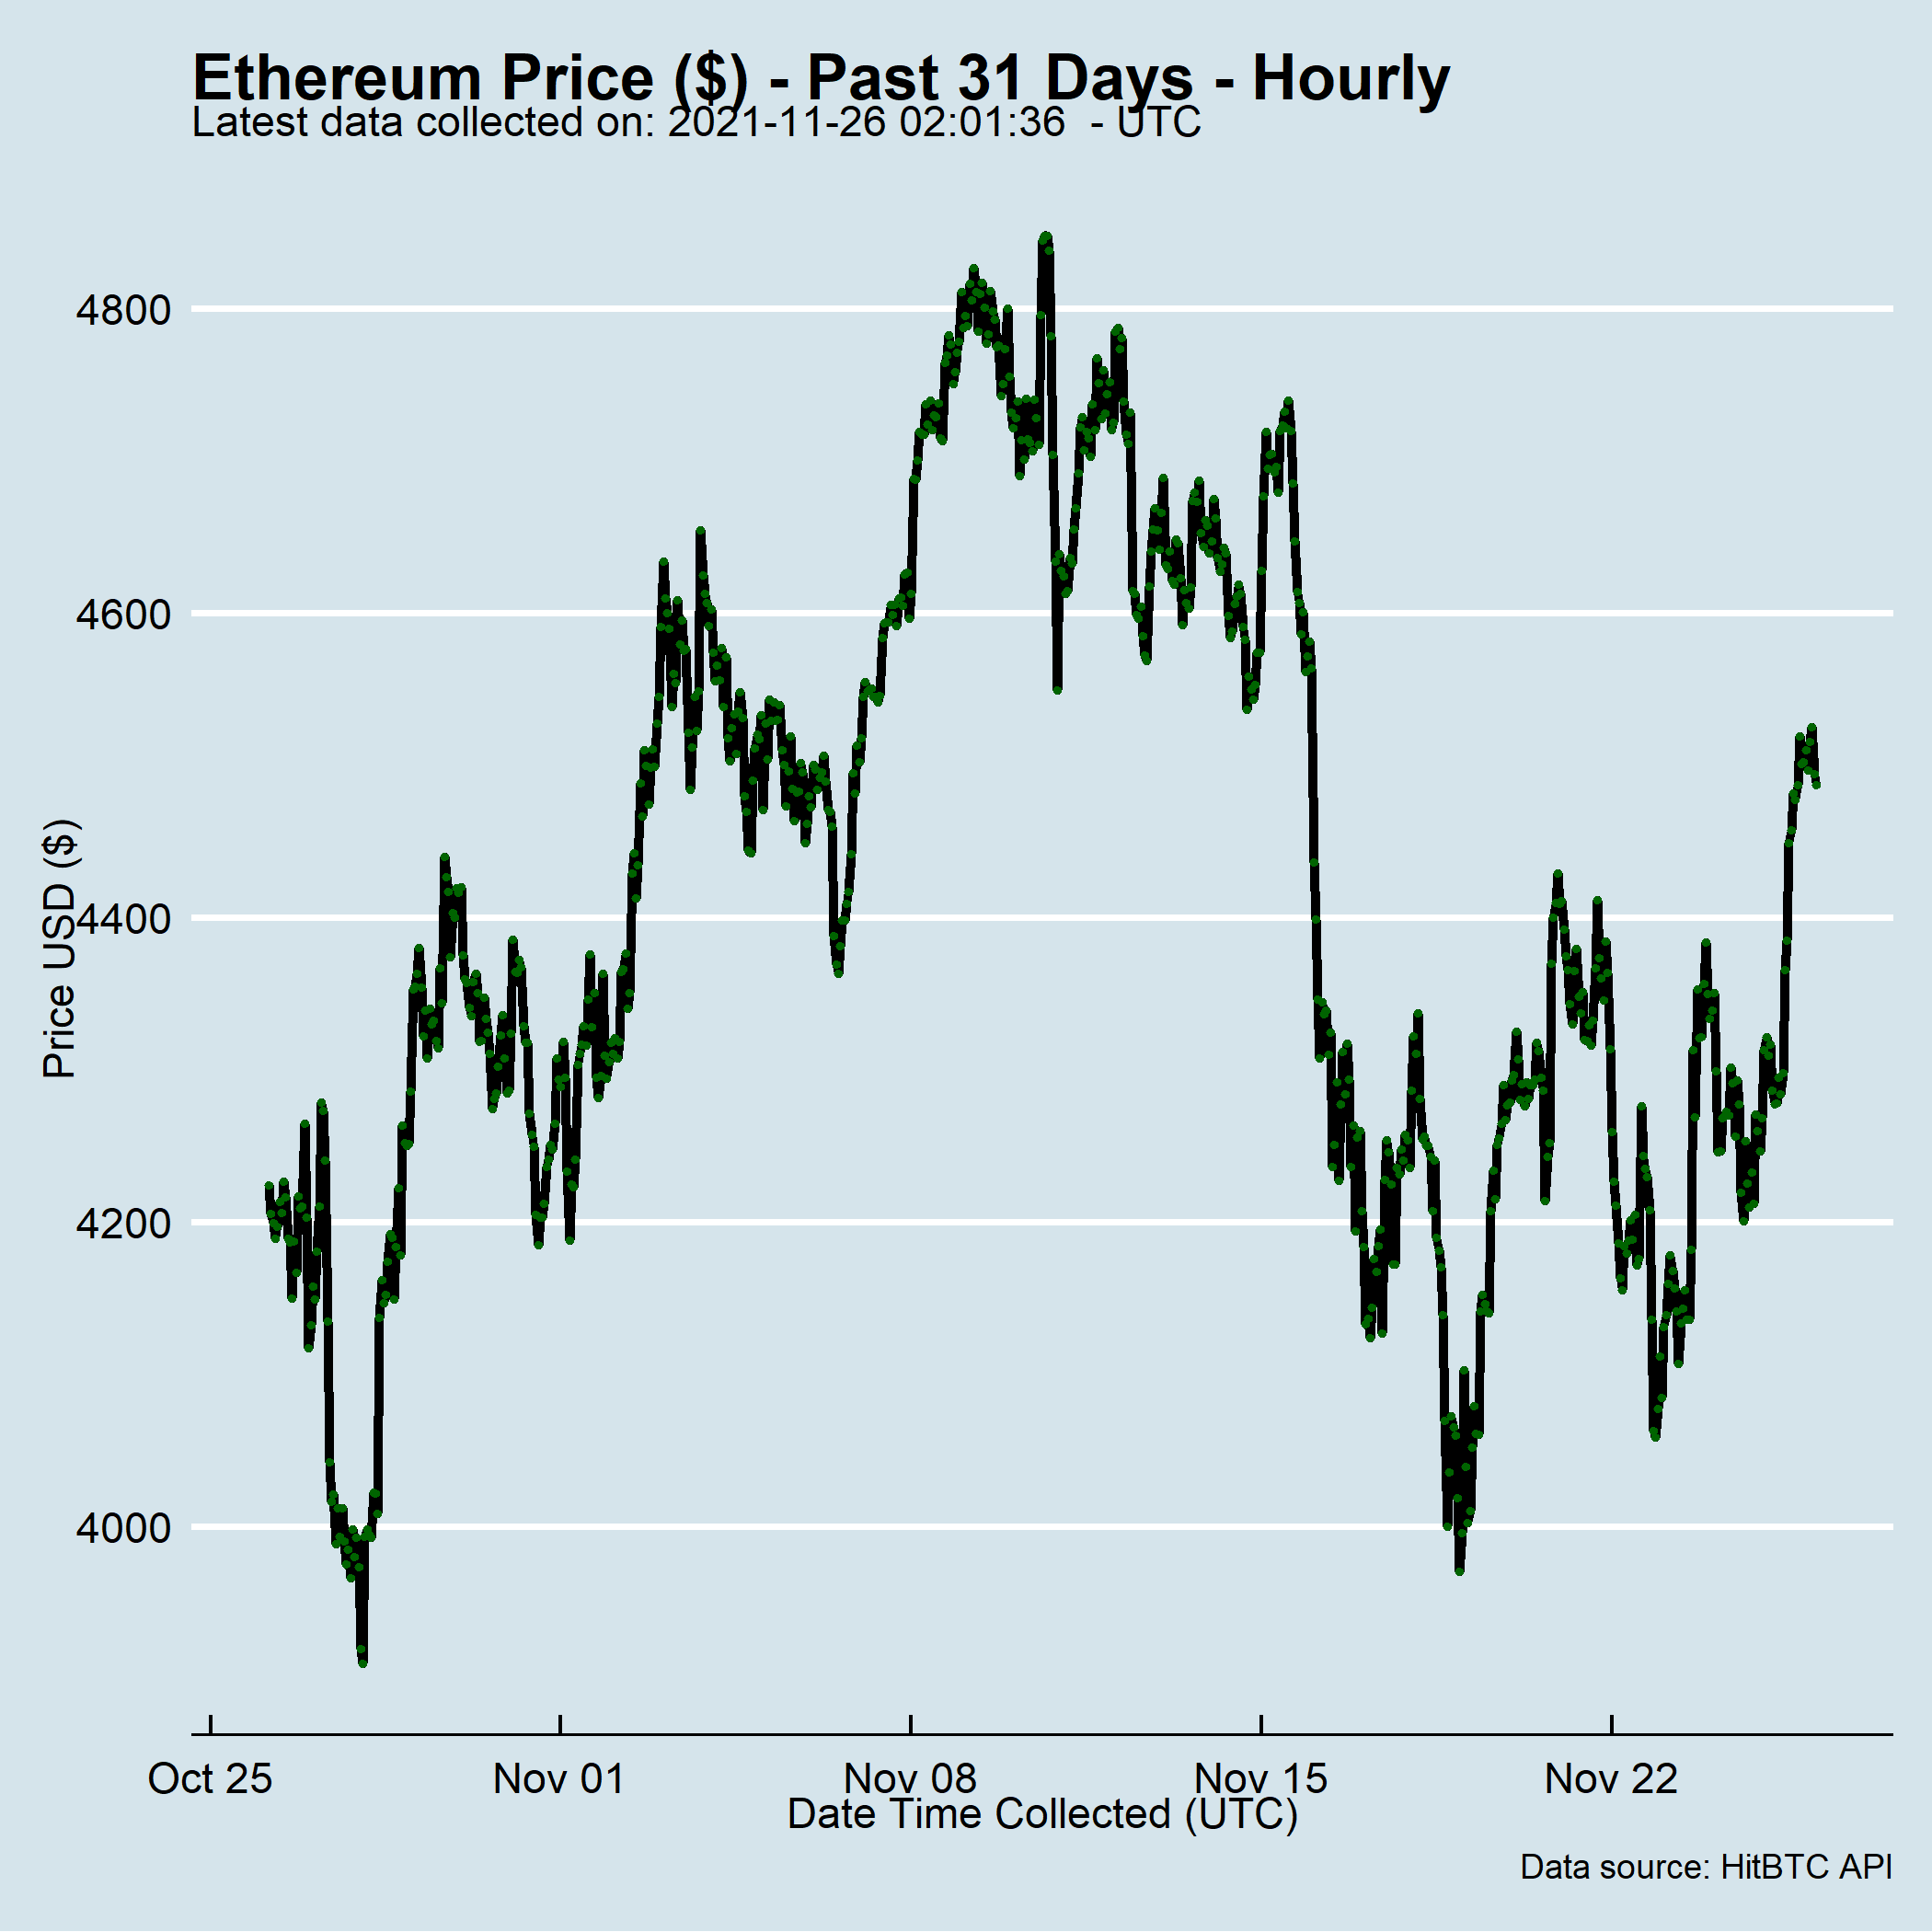 Ethereum Price ($) - Past 31 Days - Hourly
Latest data collected on: 2021-11-26 02:01:36  - UTC
Price USD ($)
4800
4600
4400
4200
4000
Oct 25 Nov 01 Nov 08 Nov 15 Nov 22
Date Time Collected (UTC)
Data source: HitBTC API